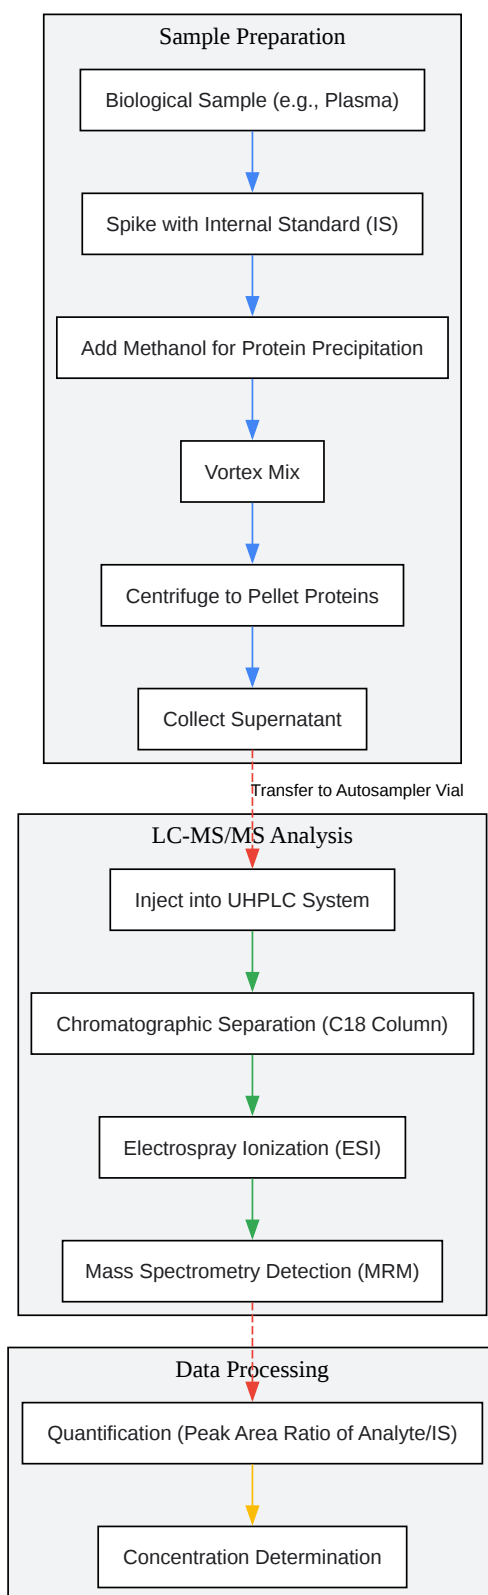 Sample Preparation
Biological Sample (e.g., Plasma)
Spike with Internal Standard (IS)
Add Methanol for Protein Precipitation
Vortex Mix
Centrifuge to Pellet Proteins
Collect Supernatant
Transfer to Autosampler Vial
LC-MS/MS Analysis
Inject into UHPLC System
Chromatographic Separation (C18 Column)
Electrospray Ionization (ESI)
Mass Spectrometry Detection (MRM)
Data Processing
Quantification (Peak Area Ratio of Analyte/IS)
Concentration Determination